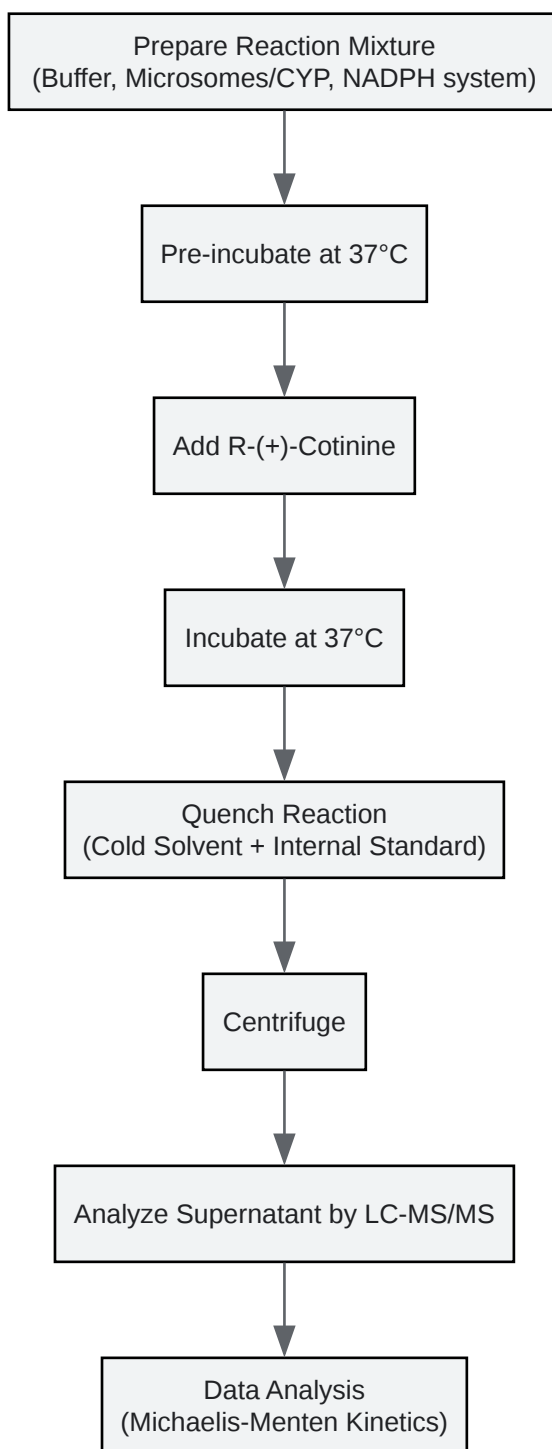 Prepare Reaction Mixture
(Buffer, Microsomes/CYP, NADPH system)
Pre-incubate at 37°C
Add R-(+)-Cotinine
Incubate at 37°C
Quench Reaction
(Cold Solvent + Internal Standard)
Centrifuge
Analyze Supernatant by LC-MS/MS
Data Analysis
(Michaelis-Menten Kinetics)